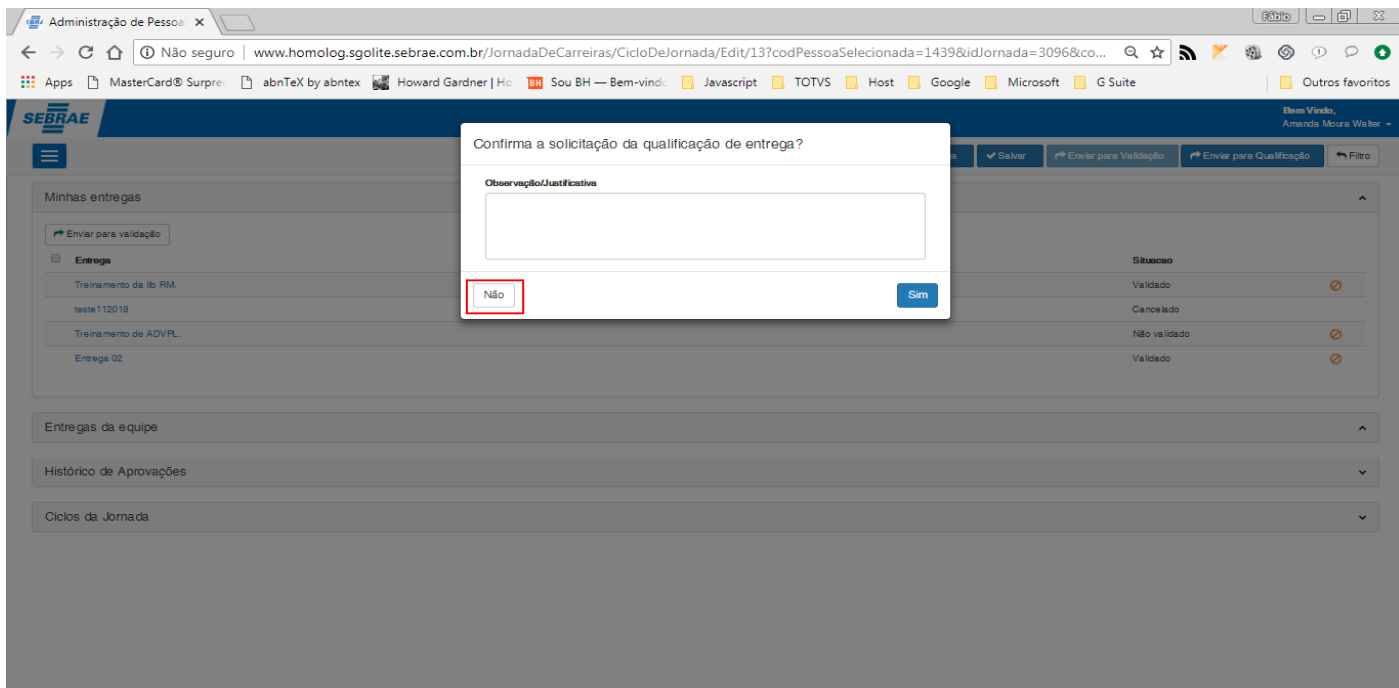 Administração de Pessoa
Fábio
Não seguro | www.homolog.sgolite.sebrae.com.br/JornadaDeCarreiras/CicloDeJornada/Edit/13?codPessoaSelecionada=1439&idJornada=3096&co...
Apps MasterCard® Surpre abnTeX by abntex Howard Gardner | Ho Sou BH — Bem-vindo Javascript TOTVS Host Google Microsoft G Suite Outros favoritos
SEBRAE
Bem Vindo,
Amanda Moura Walter
Confirma a solicitação da qualificação de entrega?
Salvar Enviar para Validação Enviar para Qualificação Filtro
Observação/Justificativa
Minhas entregas
Enviar para validação
Entrega Situacao
Treinamento da lib RM. Validado
Não Sim
teste112018 Cancelado
Treinamento de ADVPL. Não validado
Entrega 02 Validado
Entregas da equipe
Histórico de Aprovações
Ciclos da Jornada